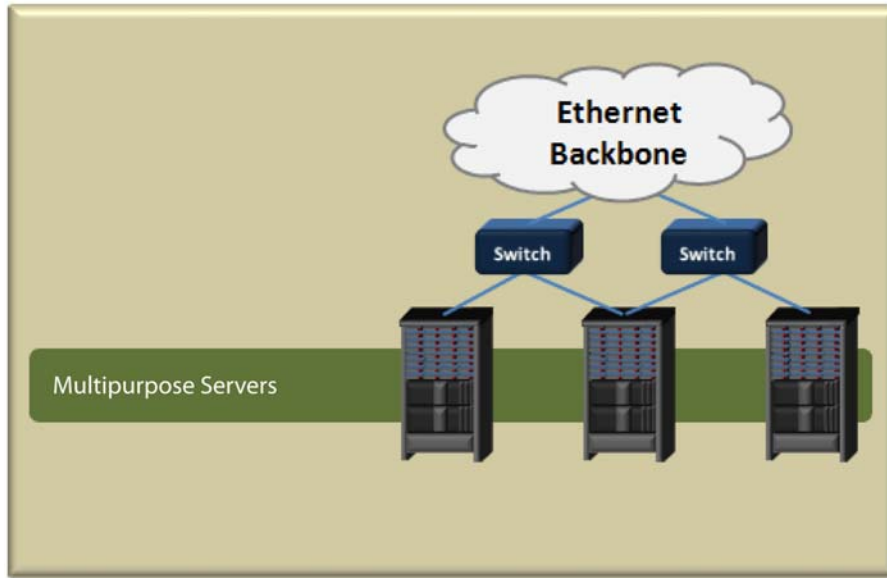 Ethernet
Backbone
Switch
Switch
Multipurpose Servers